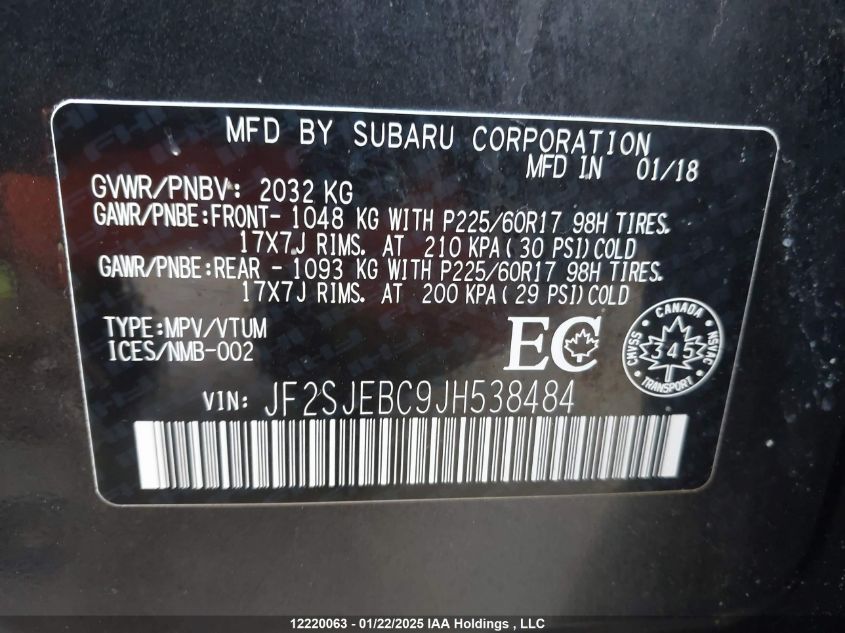 MFD BY SUBARU CORPORATION
MFD IN 01/18
GVWR/PNBV: 2032 KG
GAWR/PNBE:FRONT- 1048 KG WITH P225/60R17 98H TIRES.
17X7J RIMS. AT 210 KPA(30 PSI)COLD
GAWR/PNBE:REAR - 1093 KG WITH P225/60R17 98H TIRES.
17X7J RIMS. AT 200 KPA(29 PSI)COLD
TYPE:MPV/VTUM
ICES/NMB-002
EC
CANADA
CMVSS 345 NSVAC
TRANSPORT
VIN: JF2SJEBC9JH538484
12220063 - 01/22/2025 IAA Holdings , LLC